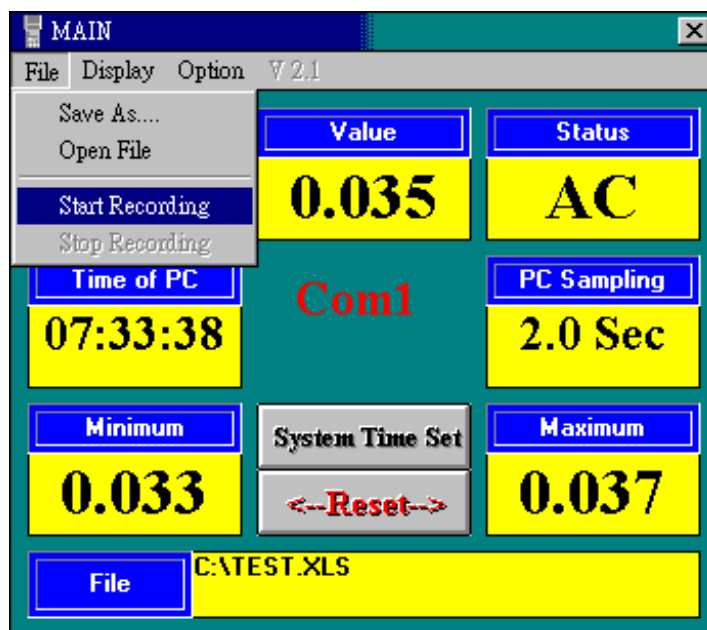 MAIN
File Display Option V 2.1
Save As....
Open File
Start Recording
Stop Recording
Value
0.035
Status
AC
Time of PC
07:33:38
Com1
PC Sampling
2.0 Sec
Minimum
0.033
System Time Set
<--Reset-->
Maximum
0.037
File
C:\TEST.XLS